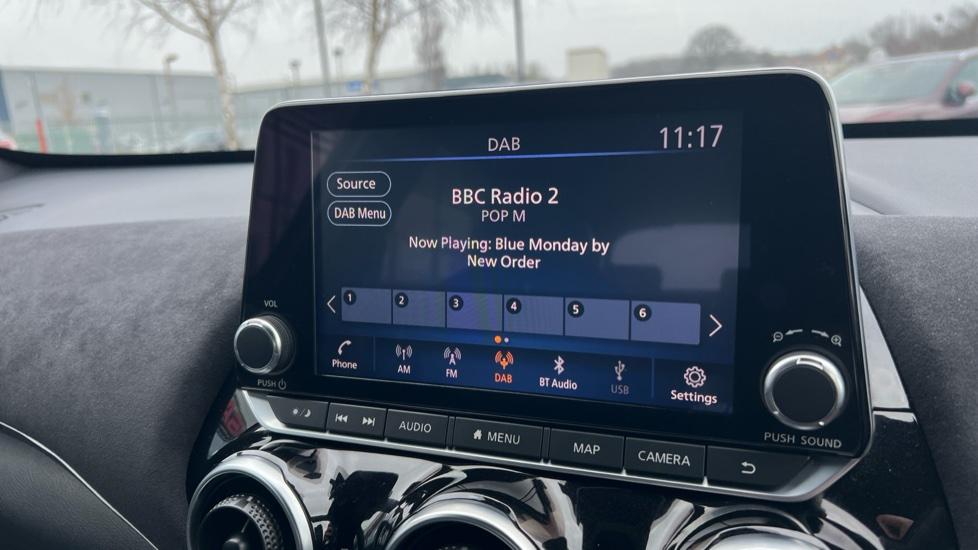 DAB
11:17
Source
DAB Menu
BBC Radio 2
POP M
Now Playing: Blue Monday by
New Order
1 2 3 4 5 6
Phone AM FM DAB BT Audio USB Settings
VOL
PUSH
AUDIO MENU MAP CAMERA
PUSH SOUND